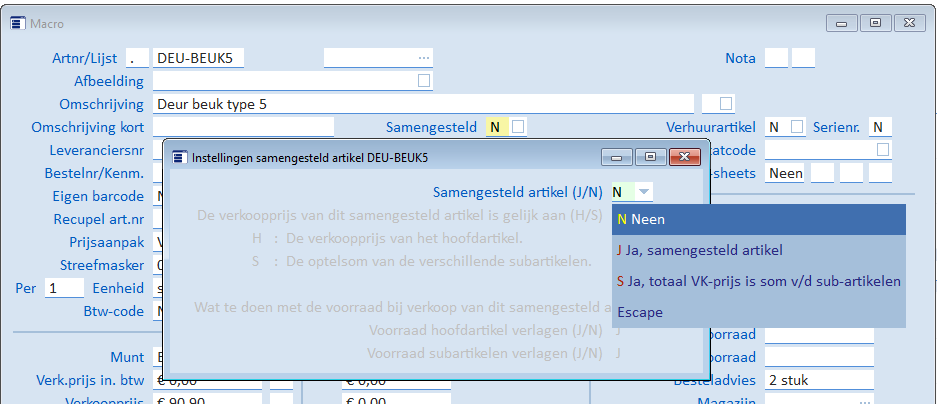 Macro
Artnr/Lijst . DEU-BEUK5 ... Nota
Afbeelding
Omschrijving Deur beuk type 5
Omschrijving kort Samengesteld N Verhuurartikel N Serienr. N
Leveranciersnr
Instellingen samengesteld artikel DEU-BEUK5
Bestelnr/Kenm. Neen
Samengesteld artikel (J/N) N
Eigen barcode
De verkoopprijs van dit samengesteld artikel is gelijk aan (H/S)
N Neen
Recupel art.nr
H : De verkoopprijs van het hoofdartikel.
J Ja, samengesteld artikel
Prijsaanpak
S : De optelsom van de verschillende subartikelen.
S Ja, totaal VK-prijs is som v/d sub-artikelen
Streefmasker
Escape
Per 1 Eenheid
Wat te doen met de voorraad bij verkoop van dit samengesteld
Btw-code
Voorraad hoofdartikel verlagen (J/N) J
Voorraad subartikelen verlagen (J/N) J
Munt
Verk.prijs in. btw € 0,00 € 0,00 Besteladvies 2 stuk
Verkoopprijs € 90,90 € 0,00 Magazijn ...